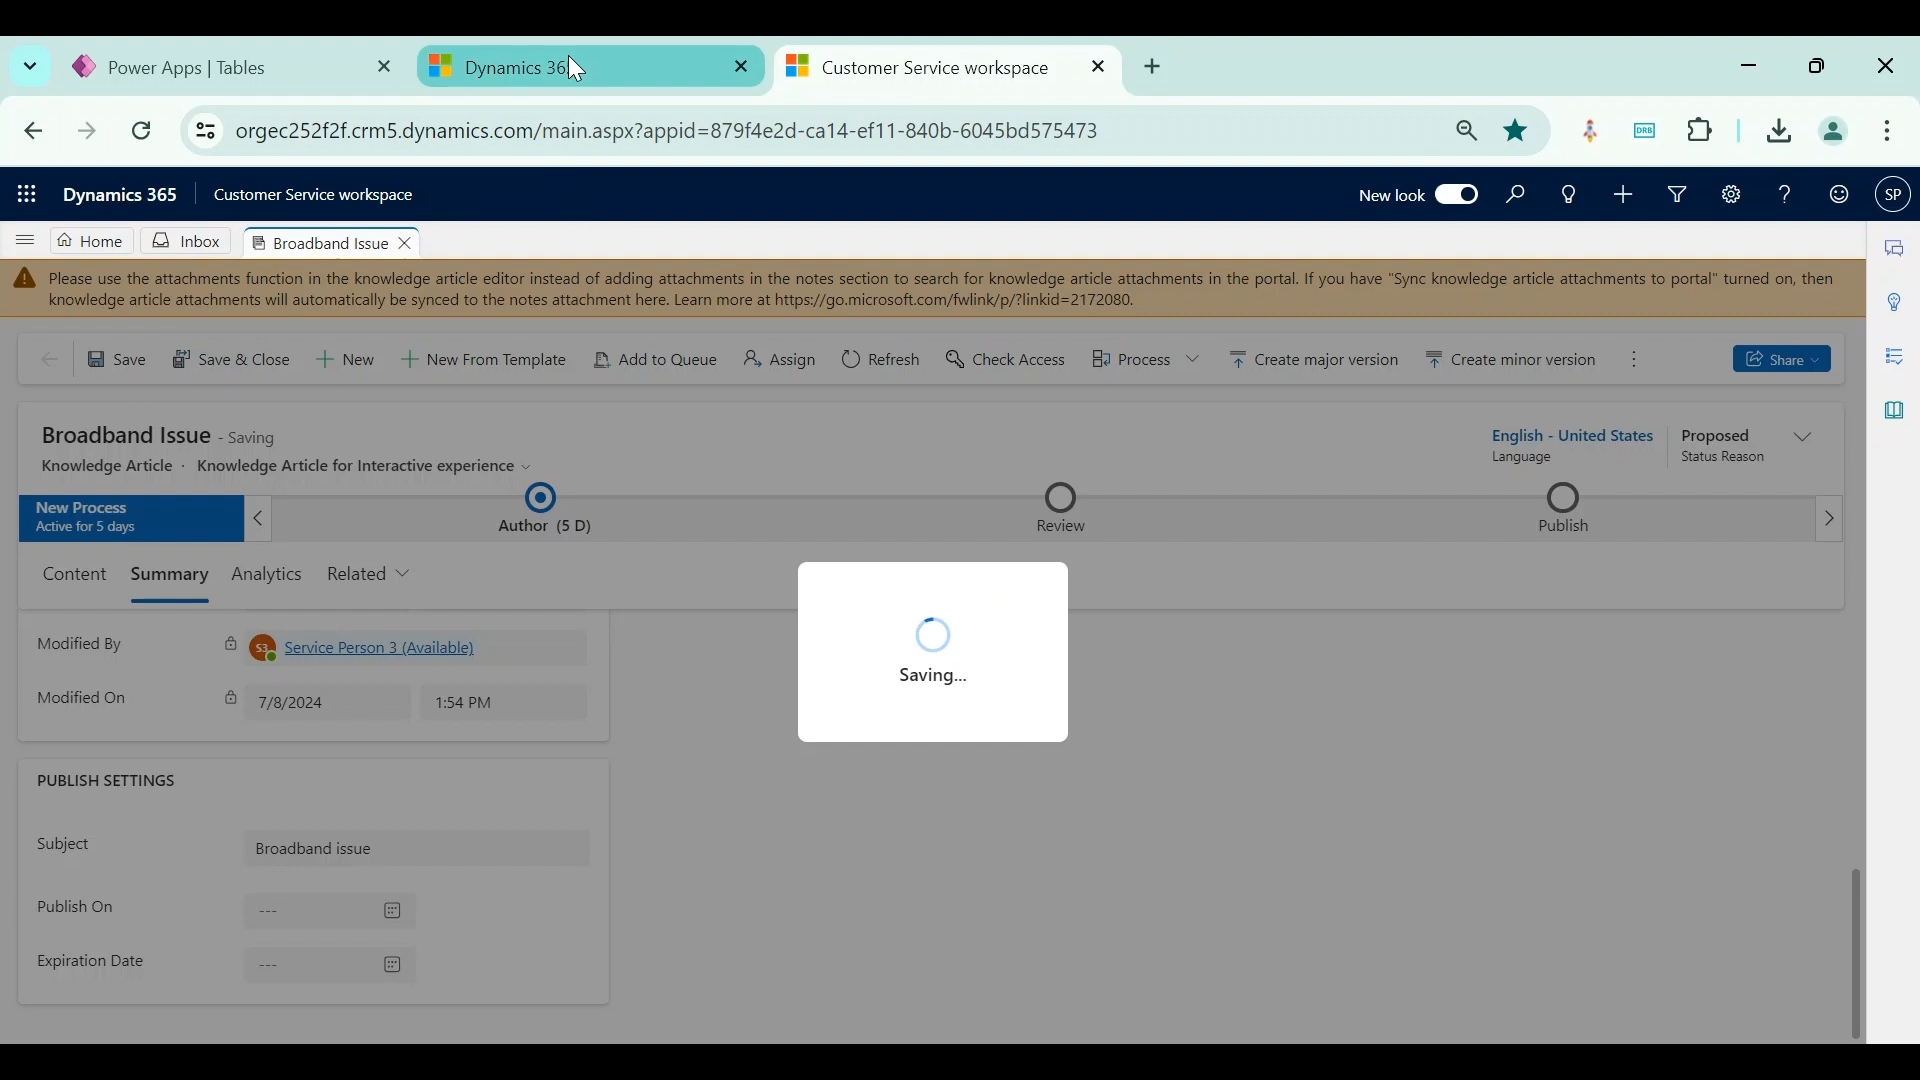 Power Apps | Tables
Dynamics 36
Customer Service workspace
orgec252f2f.crm5.dynamics.com/main.aspx?appid=879f4e2d-ca14-ef11-840b-6045bd575473
DRB
Dynamics 365
Customer Service workspace
New look
SP
Home
Inbox
Broadband Issue
Please use the attachments function in the knowledge article editor instead of adding attachments in the notes section to search for knowledge article attachments in the portal. If you have "Sync knowledge article attachments to portal" turned on, then
knowledge article attachments will automatically be synced to the notes attachment here. Learn more at https://go.microsoft.com/fwlink/p/?linkid=2172080.
Save
Save & Close
New
New From Template
Add to Queue
Assign
Refresh
Check Access
Process
Create major version
Create minor version
Share
Broadband Issue - Saving
Knowledge Article · Knowledge Article for Interactive experience
English - United States
Language
Proposed
Status Reason
New Process
Active for 5 days
Author (5 D)
Review
Publish
Content
Summary
Analytics
Related
Modified By
S3
Service Person 3 (Available)
Modified On
7/8/2024
1:54 PM
Saving...
PUBLISH SETTINGS
Subject
Broadband issue
Publish On
---
Expiration Date
---